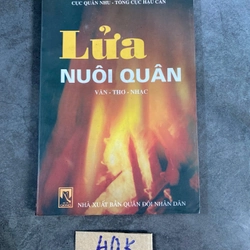 CỤC QUÂN NHU - TỔNG CỤC HẬU CẦN
Lửa
NUÔI QUÂN
VĂN - THƠ - NHẠC
NHÀ XUẤT BẢN QUÂN ĐỘI NHÂN DÂN
40K